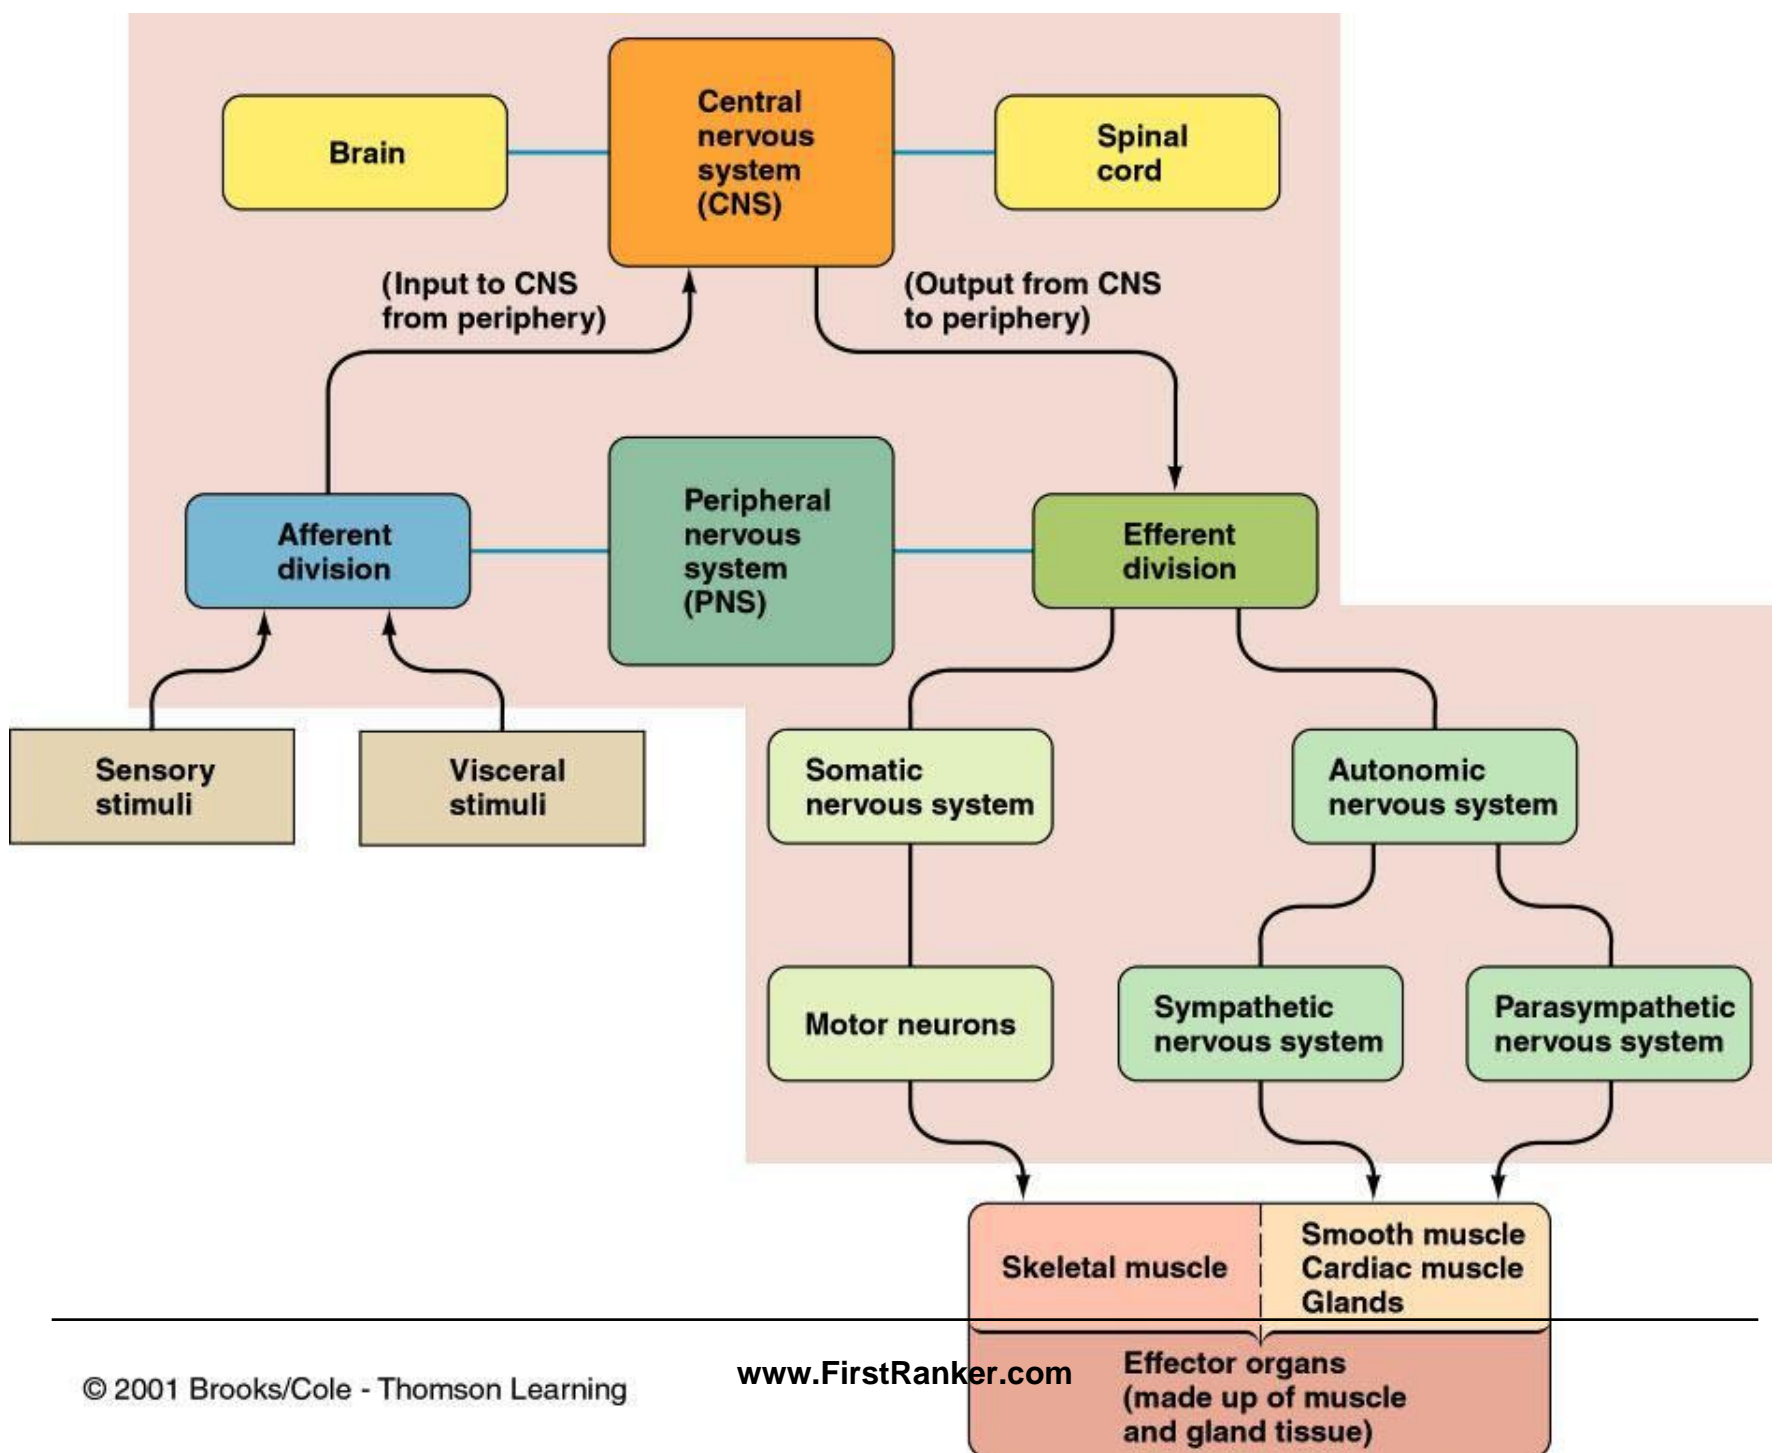 Central
nervous
system
(CNS)
Brain
Spinal
cord
(Input to CNS
from periphery)
(Output from CNS
to periphery)
Peripheral
nervous
system
(PNS)
Afferent
division
Efferent
division
Sensory
stimuli
Visceral
stimuli
Somatic
nervous system
Autonomic
nervous system
Motor neurons
Sympathetic
nervous system
Parasympathetic
nervous system
Skeletal muscle
Smooth muscle
Cardiac muscle
Glands
Effector organs
(made up of muscle
and gland tissue)
© 2001 Brooks/Cole - Thomson Learning
www.FirstRanker.com